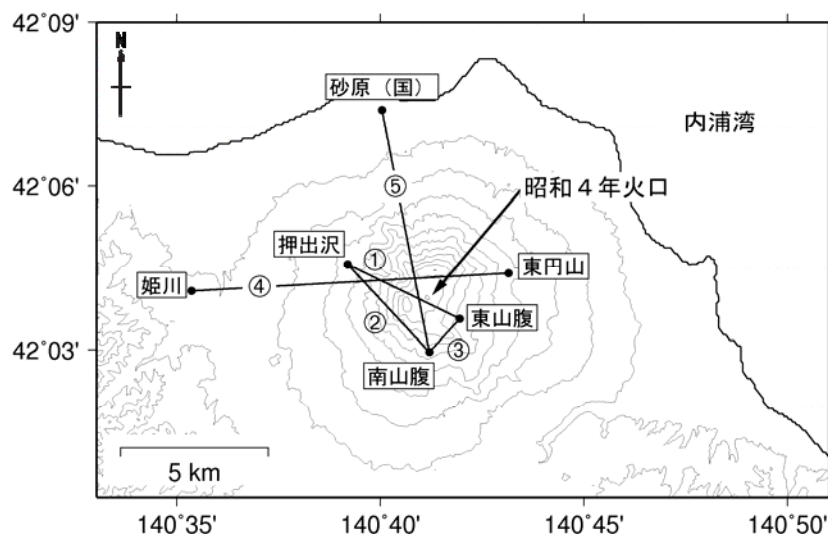 42°09'
N
砂原（国）
内浦湾
42°06'
⑤
昭和４年火口
押出沢
①
東円山
姫川
④
東山腹
②
③
42°03'
南山腹
5 km
140°35'
140°40'
140°45'
140°50'